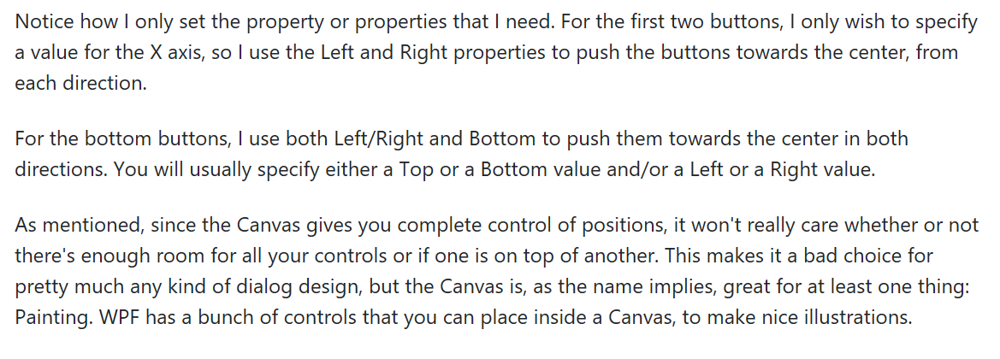 Notice how I only set the property or properties that I need. For the first two buttons, I only wish to specify
a value for the X axis, so I use the Left and Right properties to push the buttons towards the center, from
each direction.
For the bottom buttons, I use both Left/Right and Bottom to push them towards the center in both
directions. You will usually specify either a Top or a Bottom value and/or a Left or a Right value.
As mentioned, since the Canvas gives you complete control of positions, it won't really care whether or not
there's enough room for all your controls or if one is on top of another. This makes it a bad choice for
pretty much any kind of dialog design, but the Canvas is, as the name implies, great for at least one thing:
Painting. WPF has a bunch of controls that you can place inside a Canvas, to make nice illustrations.